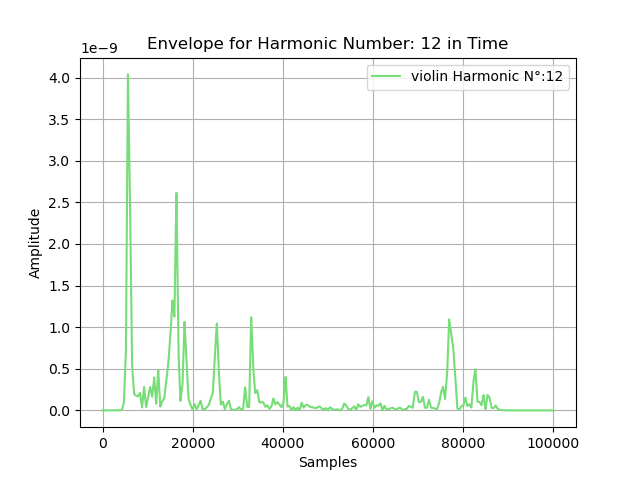 Envelope for Harmonic Number: 12 in Time
1e−9
violin Harmonic N°:12
4.0
3.5
3.0
2.5
2.0
1.5
1.0
0.5
0.0
Amplitude
0 20000 40000 60000 80000 100000
Samples